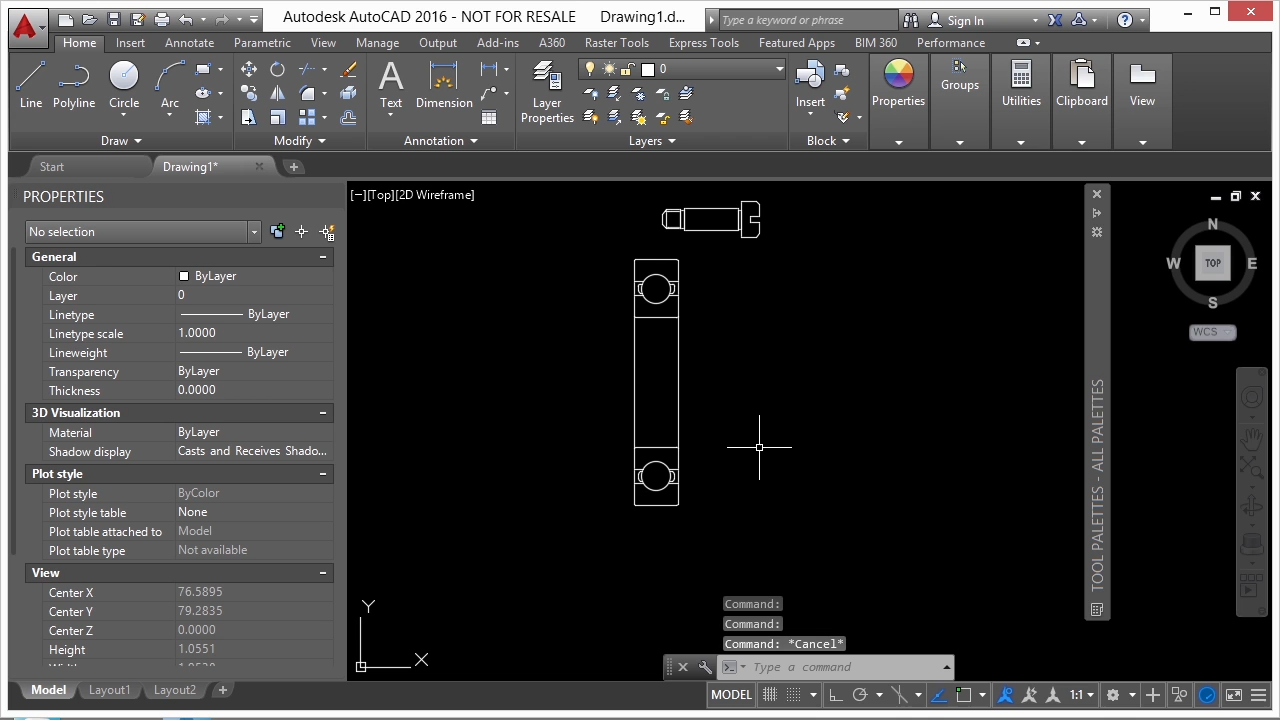 Autodesk AutoCAD 2016 - NOT FOR RESALE Drawing1.d...
Type a keyword or phrase
Sign In
Home Insert Annotate Parametric View Manage Output Add-ins A360 Raster Tools Express Tools Featured Apps BIM 360 Performance
Line Polyline Circle Arc
Text Dimension
Layer Properties
0
Insert
Properties
Groups
Utilities
Clipboard
View
Draw Modify Annotation Layers Block
Start Drawing1*
PROPERTIES
No selection
General
Color ByLayer
Layer 0
Linetype ByLayer
Linetype scale 1.0000
Lineweight ByLayer
Transparency ByLayer
Thickness 0.0000
3D Visualization
Material ByLayer
Shadow display Casts and Receives Shado...
Plot style
Plot style ByColor
Plot style table None
Plot table attached to Model
Plot table type Not available
View
Center X 76.5895
Center Y 79.2835
Center Z 0.0000
Height 1.0551
[−][Top][2D Wireframe]
N
W TOP E
S
WCS
TOOL PALETTES - ALL PALETTES
Y
X
Command:
Command:
Command: *Cancel*
Type a command
Model Layout1 Layout2
MODEL 1:1